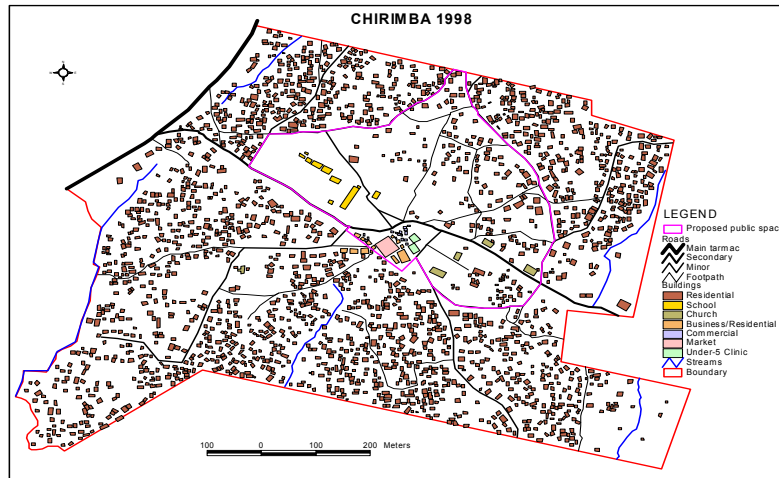 CHIRIMBA 1998
LEGEND
Proposed public spac
Roads
Main tarmac
Secondary
Minor
Footpath
Buildings
Residential
School
Church
Business/Residential
Commercial
Market
Under-5 Clinic
Streams
Boundary
100 0 100 200 Meters